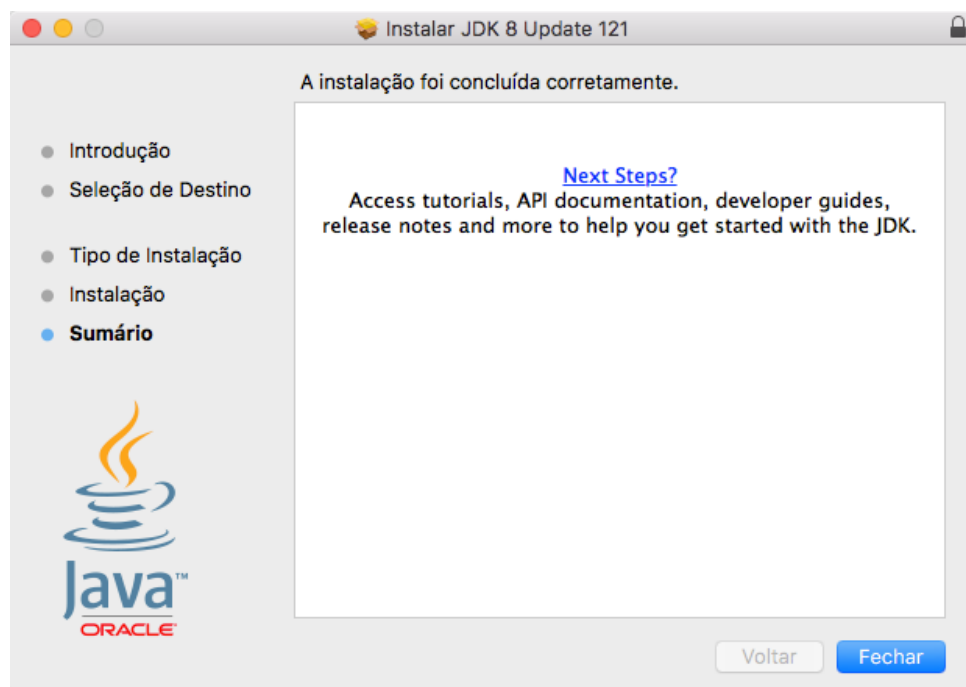 Instalar JDK 8 Update 121
A instalação foi concluída corretamente.
Introdução
Seleção de Destino
Tipo de Instalação
Instalação
Sumário
Next Steps?
Access tutorials, API documentation, developer guides,
release notes and more to help you get started with the JDK.
Java™
ORACLE
Voltar
Fechar